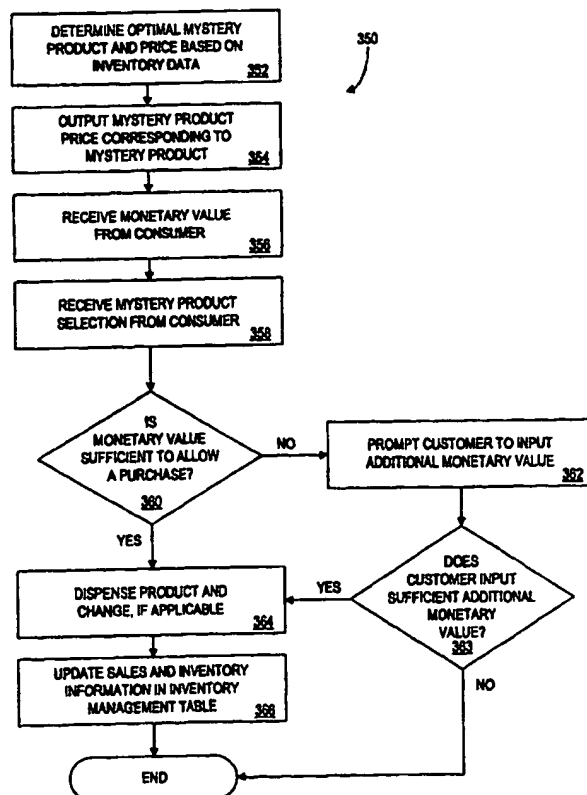 DETERMINE OPTIMAL MYSTERY
PRODUCT AND PRICE BASED ON
INVENTORY DATA
352
350
OUTPUT MYSTERY PRODUCT
PRICE CORRESPONDING TO
MYSTERY PRODUCT
354
RECEIVE MONETARY VALUE
FROM CONSUMER
356
RECEIVE MYSTERY PRODUCT
SELECTION FROM CONSUMER
358
IS
MONETARY VALUE
SUFFICIENT TO ALLOW
A PURCHASE?
360
NO
PROMPT CUSTOMER TO INPUT
ADDITIONAL MONETARY VALUE
362
YES
DOES
CUSTOMER INPUT
SUFFICIENT ADDITIONAL
MONETARY
VALUE?
363
YES
NO
DISPENSE PRODUCT AND
CHANGE, IF APPLICABLE
364
UPDATE SALES AND INVENTORY
INFORMATION IN INVENTORY
MANAGEMENT TABLE
366
END